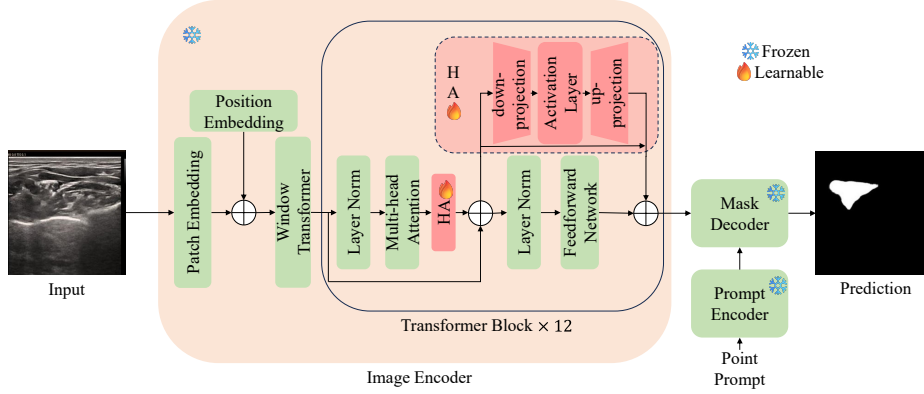 Frozen
Learnable
H
A
down-
projection
Activation
Layer
up-
projection
Position
Embedding
Patch Embedding
Window
Transformer
Layer Norm
Multi-head
Attention
HA
Layer Norm
Feedforward
Network
Mask
Decoder
Prompt
Encoder
Point
Prompt
Input
Prediction
Transformer Block × 12
Image Encoder